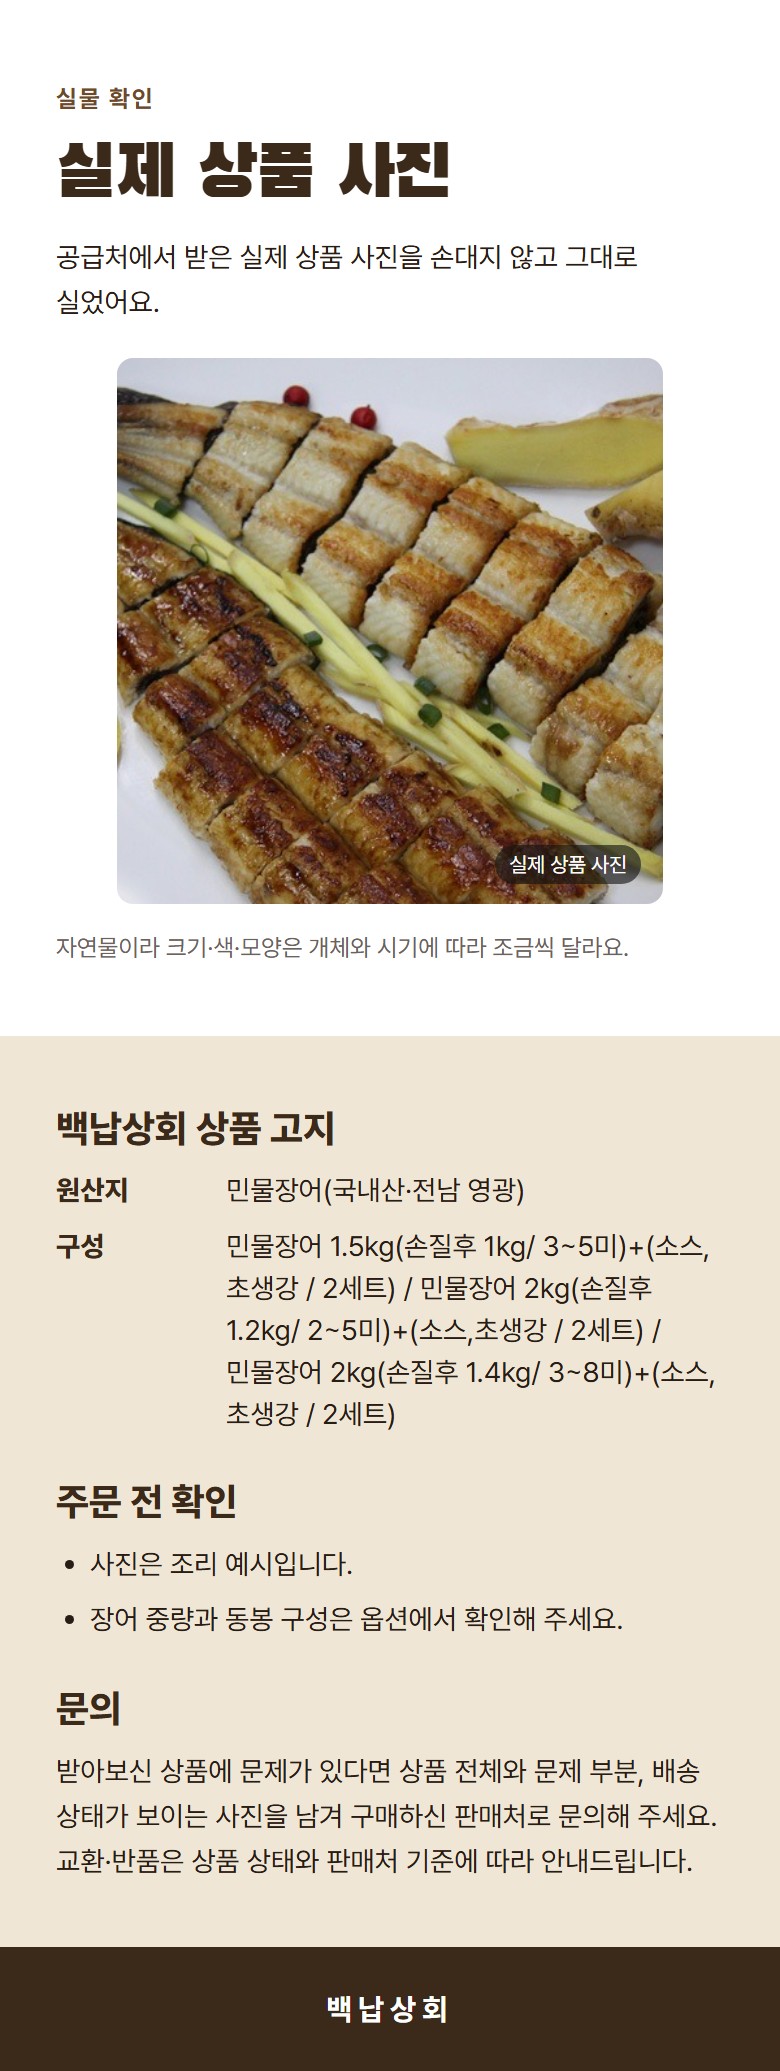 실물 확인
실제 상품 사진
공급처에서 받은 실제 상품 사진을 손대지 않고 그대로
실었어요.
실제 상품 사진
자연물이라 크기·색·모양은 개체와 시기에 따라 조금씩 달라요.
백납상회 상품 고지
원산지 민물장어(국내산·전남 영광)
구성 민물장어 1.5kg(손질후 1kg/ 3~5미)+(소스,
초생강 / 2세트) / 민물장어 2kg(손질후
1.2kg/ 2~5미)+(소스,초생강 / 2세트) /
민물장어 2kg(손질후 1.4kg/ 3~8미)+(소스,
초생강 / 2세트)
주문 전 확인
• 사진은 조리 예시입니다.
• 장어 중량과 동봉 구성은 옵션에서 확인해 주세요.
문의
받아보신 상품에 문제가 있다면 상품 전체와 문제 부분, 배송
상태가 보이는 사진을 남겨 구매하신 판매처로 문의해 주세요.
교환·반품은 상품 상태와 판매처 기준에 따라 안내드립니다.
백납상회